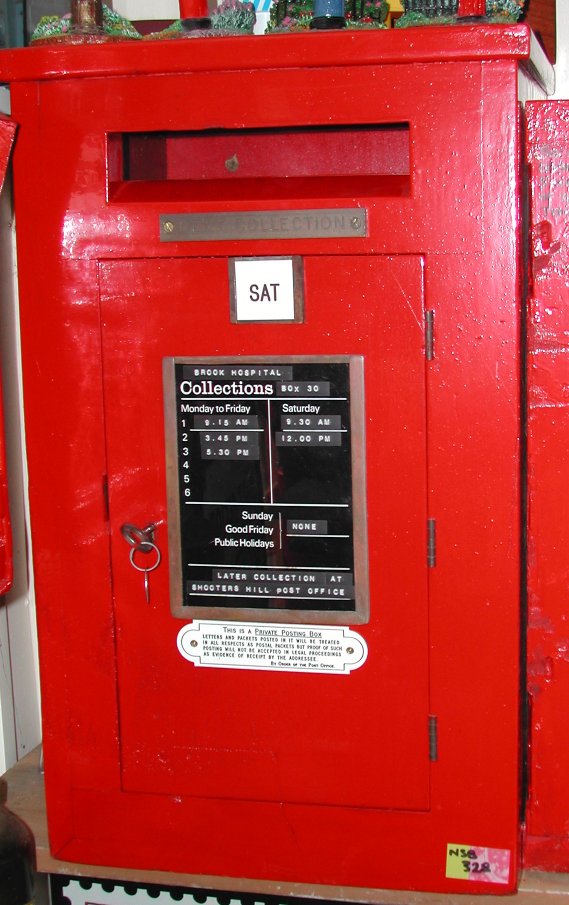 COLLECTION
SAT
BROOK HOSPITAL
Collections BOX 30
Monday to Friday Saturday
1 9.15 AM 9.30 AM
2 3.45 PM 12.00 PM
3 5.30 PM
4
5
6
Sunday
Good Friday NONE
Public Holidays
LATER COLLECTION AT
SHOOTERS HILL POST OFFICE
THIS IS A PRIVATE POSTING BOX
LETTERS AND PACKETS POSTED IN IT WILL BE TREATED
IN ALL RESPECTS AS POSTAL PACKETS BUT PROOF OF SUCH
POSTING WILL NOT BE ACCEPTED IN LEGAL PROCEEDINGS
AS EVIDENCE OF RECEIPT BY THE ADDRESSEE.
BY ORDER OF THE POST OFFICE.
NSB
328